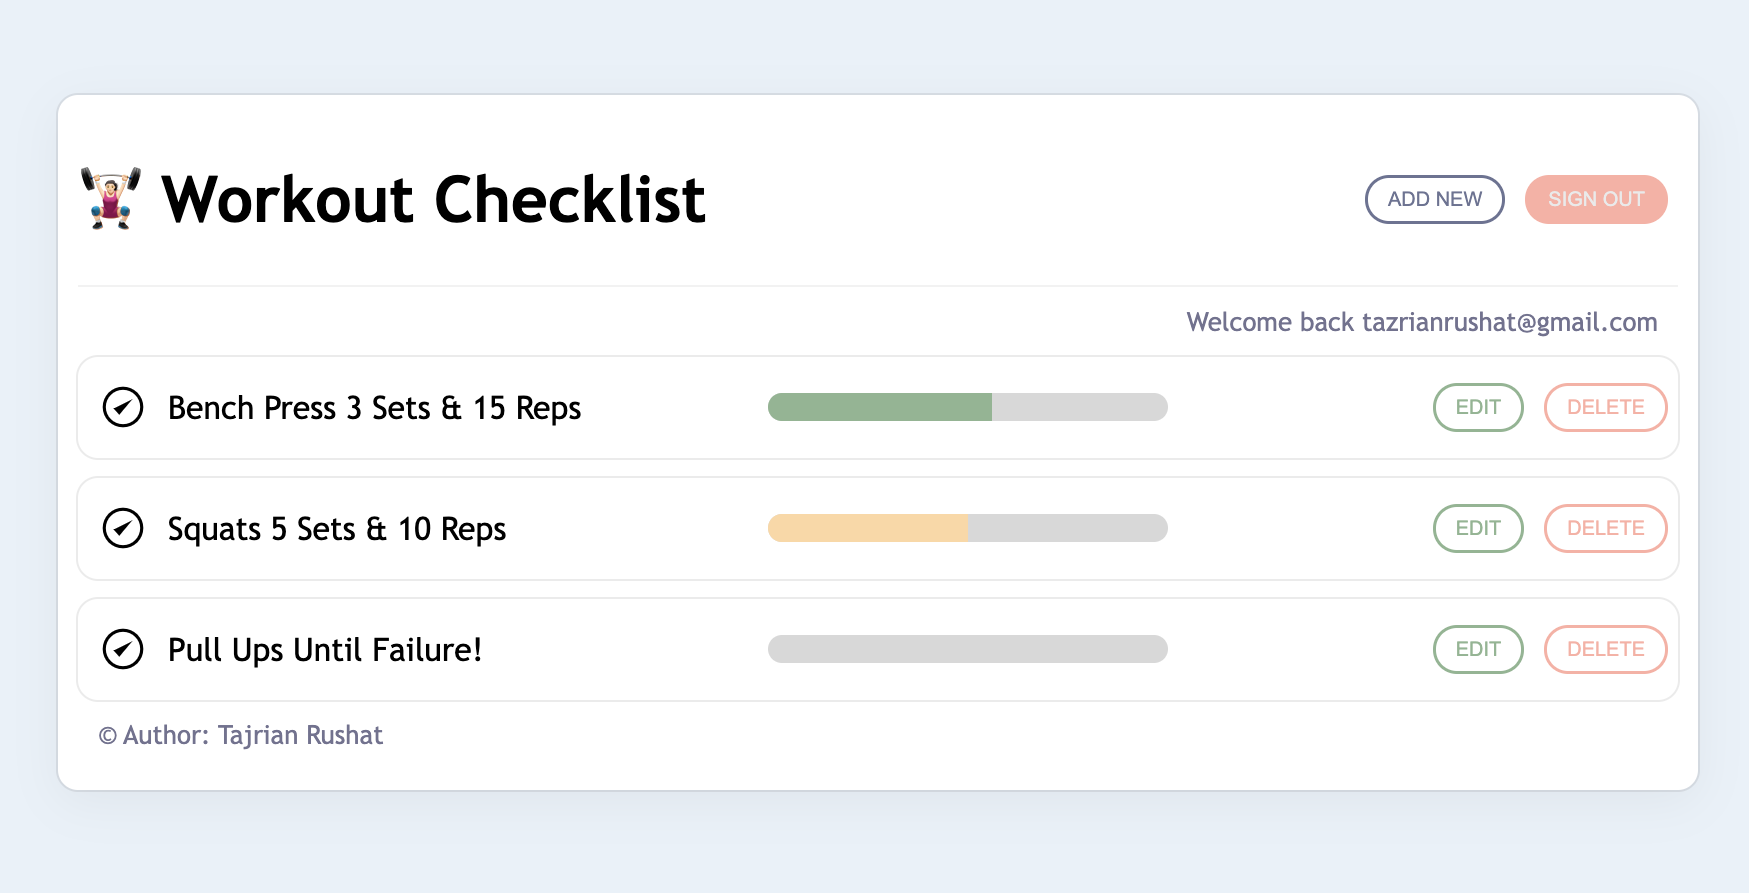 Workout Checklist
ADD NEW
SIGN OUT
Welcome back tazrianrushat@gmail.com
Bench Press 3 Sets & 15 Reps
EDIT
DELETE
Squats 5 Sets & 10 Reps
EDIT
DELETE
Pull Ups Until Failure!
EDIT
DELETE
© Author: Tajrian Rushat